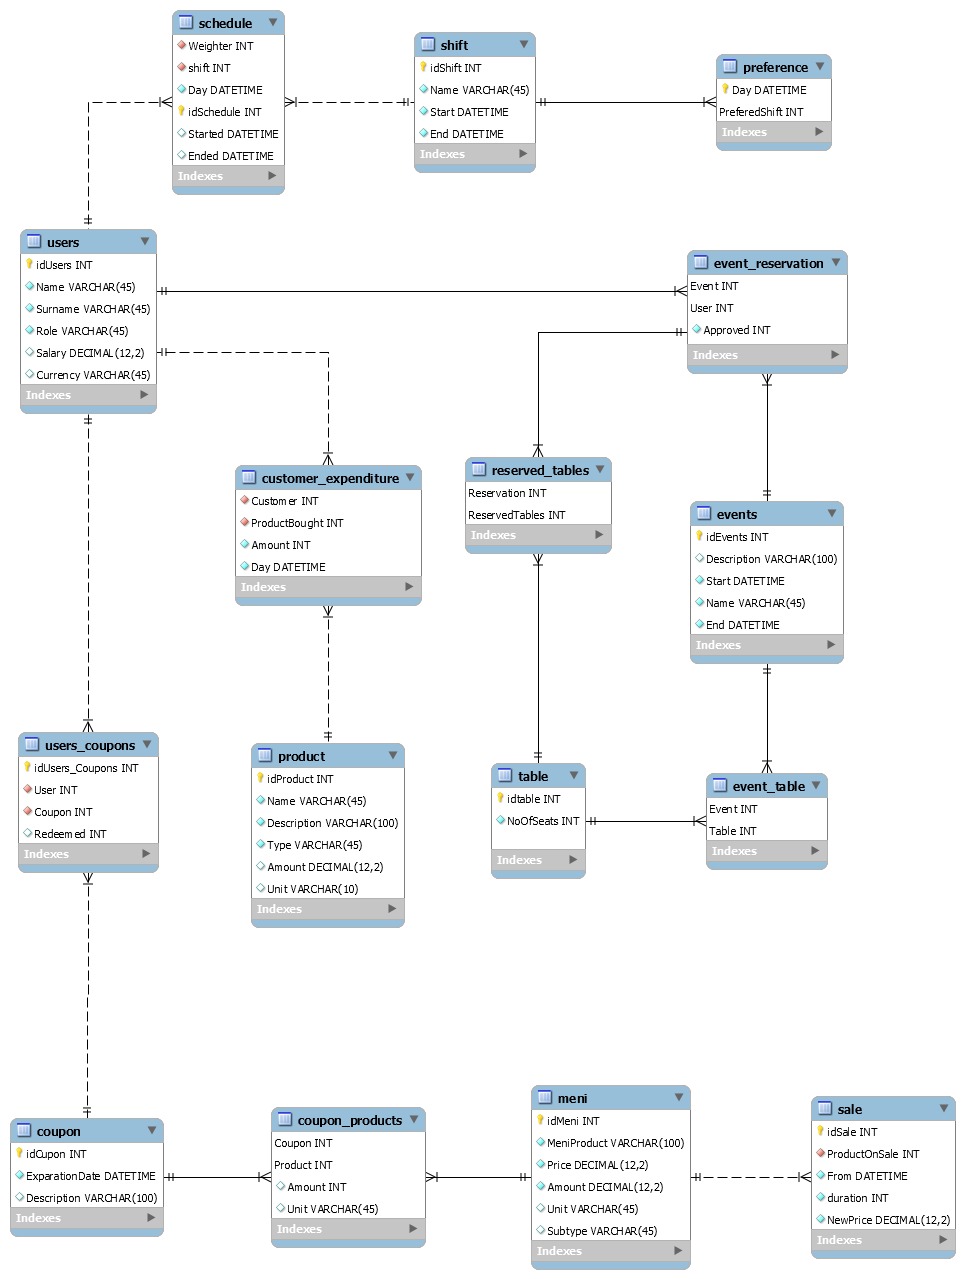 schedule
Weighter INT
shift INT
Day DATETIME
idSchedule INT
Started DATETIME
Ended DATETIME
Indexes
shift
idShift INT
Name VARCHAR(45)
Start DATETIME
End DATETIME
Indexes
preference
Day DATETIME
PreferedShift INT
Indexes
users
idUsers INT
Name VARCHAR(45)
Surname VARCHAR(45)
Role VARCHAR(45)
Salary DECIMAL(12,2)
Currency VARCHAR(45)
Indexes
event_reservation
Event INT
User INT
Approved INT
Indexes
customer_expenditure
Customer INT
ProductBought INT
Amount INT
Day DATETIME
Indexes
reserved_tables
Reservation INT
ReservedTables INT
Indexes
events
idEvents INT
Description VARCHAR(100)
Start DATETIME
Name VARCHAR(45)
End DATETIME
Indexes
users_coupons
idUsers_Coupons INT
User INT
Coupon INT
Redeemed INT
Indexes
product
idProduct INT
Name VARCHAR(45)
Description VARCHAR(100)
Type VARCHAR(45)
Amount DECIMAL(12,2)
Unit VARCHAR(10)
Indexes
table
idtable INT
NoOfSeats INT
Indexes
event_table
Event INT
Table INT
Indexes
coupon
idCupon INT
ExparationDate DATETIME
Description VARCHAR(100)
Indexes
coupon_products
Coupon INT
Product INT
Amount INT
Unit VARCHAR(45)
Indexes
meni
idMeni INT
MeniProduct VARCHAR(100)
Price DECIMAL(12,2)
Amount DECIMAL(12,2)
Unit VARCHAR(45)
Subtype VARCHAR(45)
Indexes
sale
idSale INT
ProductOnSale INT
From DATETIME
duration INT
NewPrice DECIMAL(12,2)
Indexes